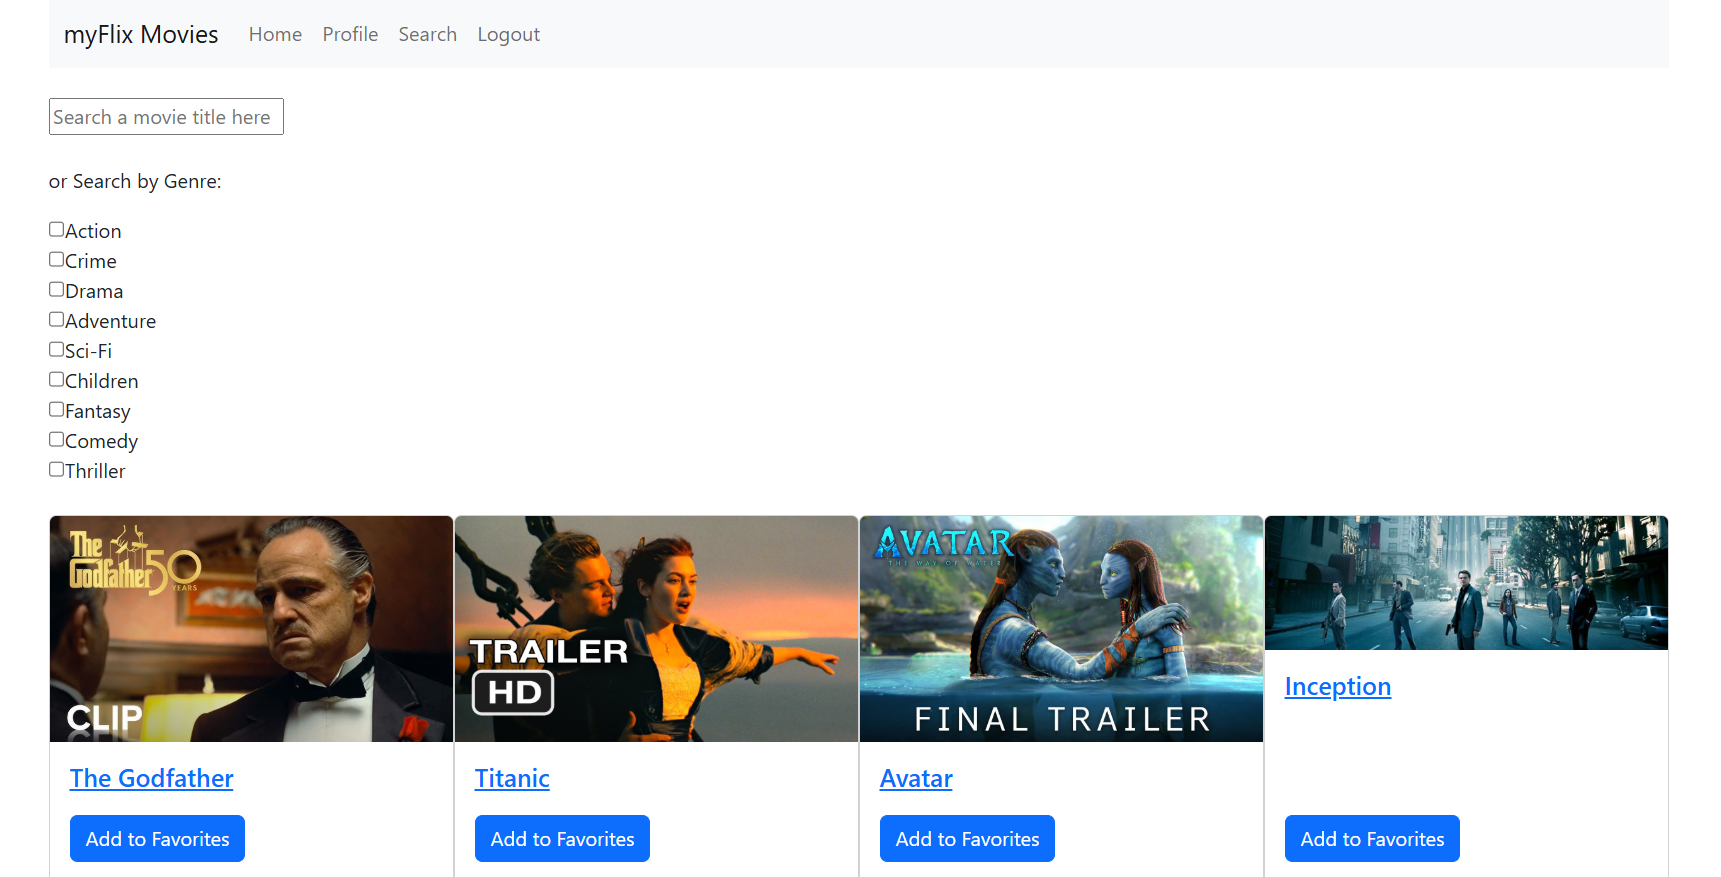 myFlix Movies Home Profile Search Logout
Search a movie title here
or Search by Genre:
Action
Crime
Drama
Adventure
Sci-Fi
Children
Fantasy
Comedy
Thriller
The
Godfather 50
YEARS
CLIP
TRAILER
HD
AVATAR
THE WAY OF WATER
FINAL TRAILER
Inception
The Godfather Titanic Avatar
Add to Favorites Add to Favorites Add to Favorites Add to Favorites